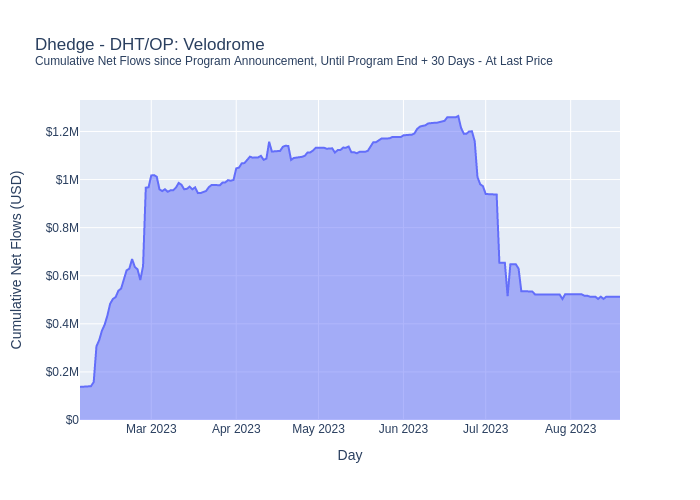 Dhedge - DHT/OP: Velodrome
Cumulative Net Flows since Program Announcement, Until Program End + 30 Days - At Last Price
Cumulative Net Flows (USD)
$1.2M
$1M
$0.8M
$0.6M
$0.4M
$0.2M
$0
Mar 2023 Apr 2023 May 2023 Jun 2023 Jul 2023 Aug 2023
Day